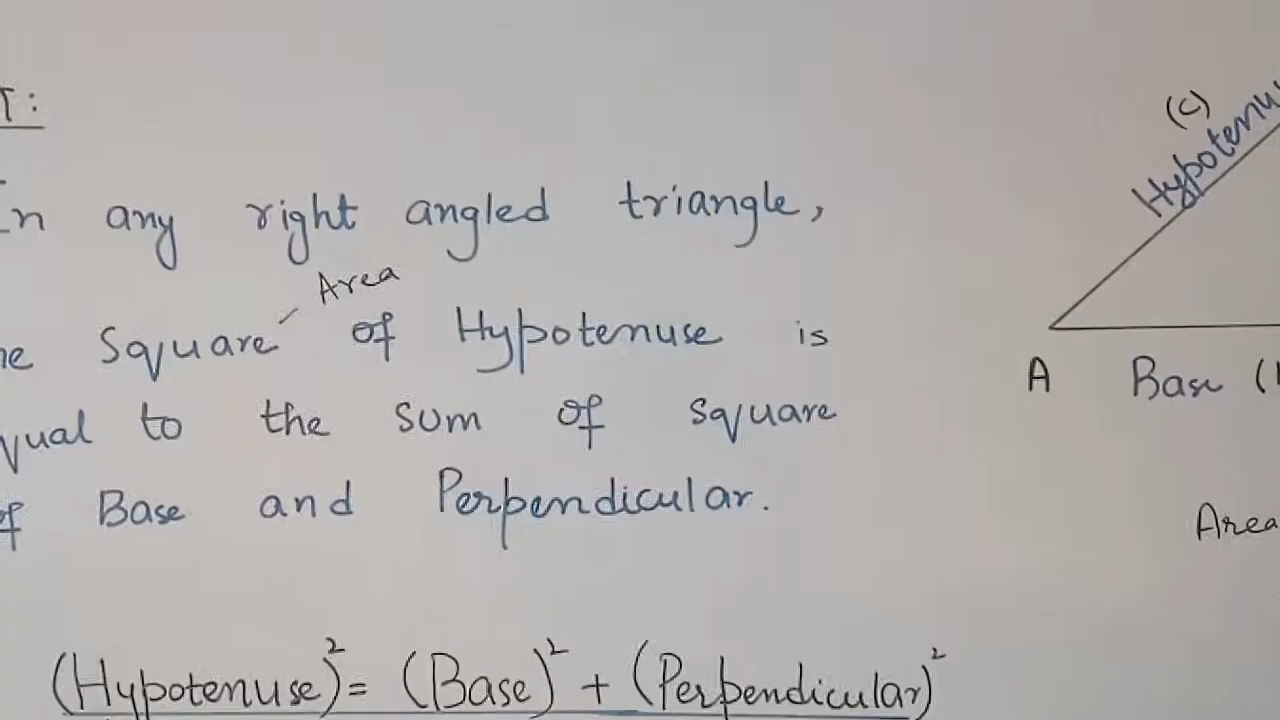 T:
In any right angled triangle,
Area
Square of Hypotenuse is
to the sum of square
of Base and Perpendicular.
(Hypotenuse)² = (Base)² + (Perpendicular)²
(C)
A Base
Area